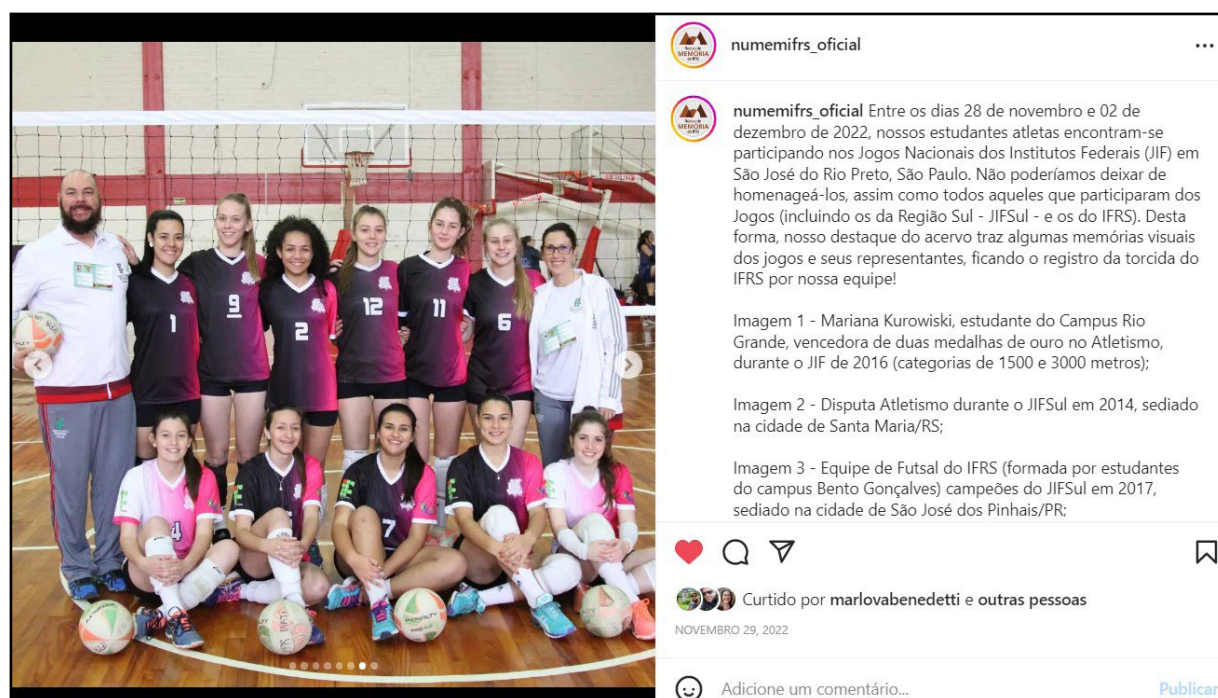 numemifrs_oficial
numemifrs_oficial Entre os dias 28 de novembro e 02 de
dezembro de 2022, nossos estudantes atletas encontram-se
participando nos Jogos Nacionais dos Institutos Federais (JIF) em
São José do Rio Preto, São Paulo. Não poderíamos deixar de
homenageá-los, assim como todos aqueles que participaram dos
Jogos (incluindo os da Região Sul - JIFSul - e os do IFRS). Desta
forma, nosso destaque do acervo traz algumas memórias visuais
dos jogos e seus representantes, ficando o registro da torcida do
IFRS por nossa equipe!
Imagem 1 - Mariana Kurowiski, estudante do Campus Rio
Grande, vencedora de duas medalhas de ouro no Atletismo,
durante o JIF de 2016 (categorias de 1500 e 3000 metros);
Imagem 2 - Disputa Atletismo durante o JIFSul em 2014, sediado
na cidade de Santa Maria/RS;
Imagem 3 - Equipe de Futsal do IFRS (formada por estudantes
do campus Bento Gonçalves) campeões do JIFSul em 2017,
sediado na cidade de São José dos Pinhais/PR;
Curtido por marlovabenedetti e outras pessoas
NOVEMBRO 29, 2022
Adicione um comentário...
Publicar
MEMÓRIA
MEMÓRIA
1
9
2
12
11
6
4
7
PENALTY